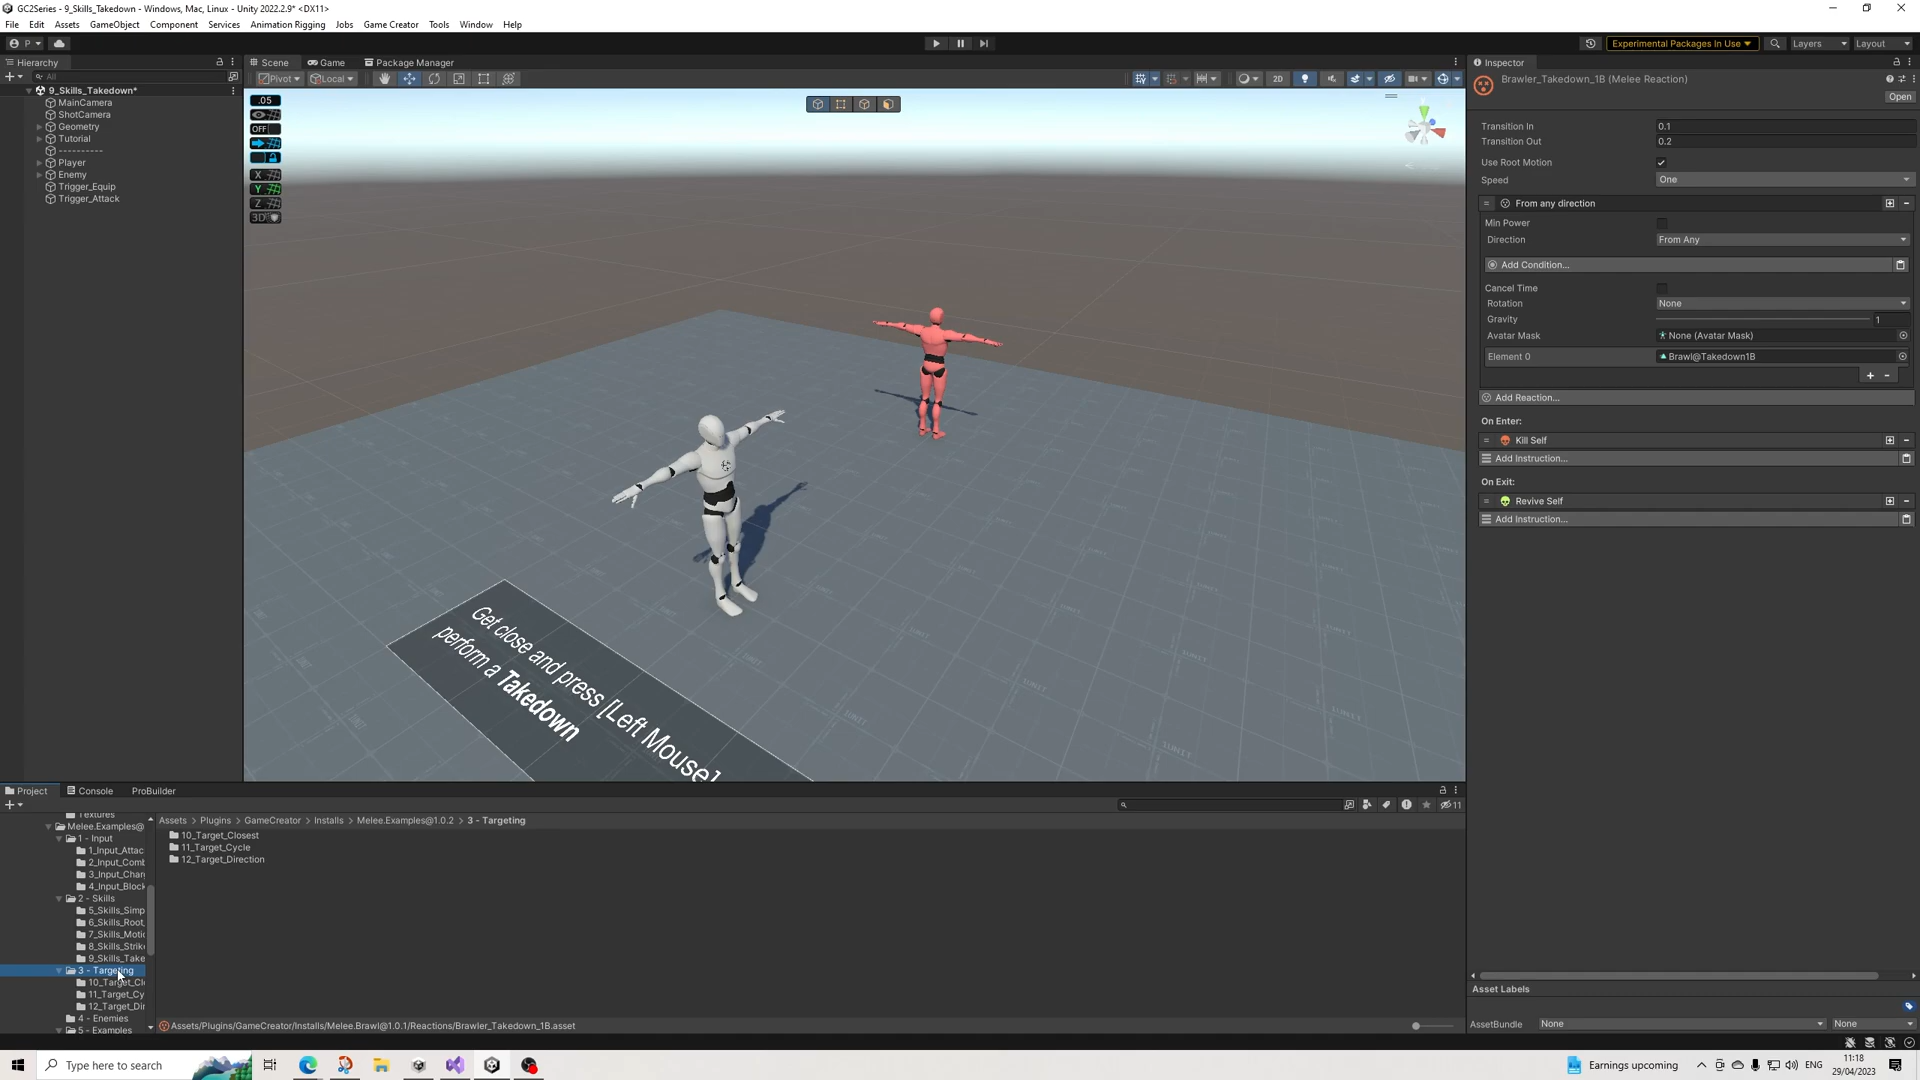 GC2Series - 9_Skills_Takedown - Windows, Mac, Linux - Unity 2022.2.9* <DX11>
File Edit Assets GameObject Component Services Animation Rigging Jobs Game Creator Tools Window Help
P Experimental Packages In Use Layers Layout
Hierarchy
All
9_Skills_Takedown*
MainCamera
ShotCamera
Geometry
Tutorial
----------
Player
Enemy
Trigger_Equip
Trigger_Attack
Scene Game Package Manager
Pivot Local 2D
.05
OFF
X
Y
Z
3D
Get close and press [Left Mouse]
perform a Takedown
Inspector
Brawler_Takedown_1B (Melee Reaction)
Open
Transition In 0.1
Transition Out 0.2
Use Root Motion
Speed One
From any direction
Min Power
Direction From Any
Add Condition...
Cancel Time
Rotation None
Gravity 1
Avatar Mask None (Avatar Mask)
Element 0 Brawl@Takedown1B
+ -
Add Reaction...
On Enter:
Kill Self
Add Instruction...
On Exit:
Revive Self
Add Instruction...
Asset Labels
AssetBundle None None
Project Console ProBuilder
11
Textures
Melee.Examples@
1 - Input
1_Input_Attac
2_Input_Comb
3_Input_Char
4_Input_Block
2 - Skills
5_Skills_Simp
6_Skills_Root_
7_Skills_Motio
8_Skills_Strike
9_Skills_Take
3 - Targeting
10_Target_Cl
11_Target_Cy
12_Target_Dir
4 - Enemies
5 - Examples
Assets > Plugins > GameCreator > Installs > Melee.Examples@1.0.2 > 3 - Targeting
10_Target_Closest
11_Target_Cycle
12_Target_Direction
Assets/Plugins/GameCreator/Installs/Melee.Brawl@1.0.1/Reactions/Brawler_Takedown_1B.asset
Type here to search
Earnings upcoming
ENG
11:18
29/04/2023